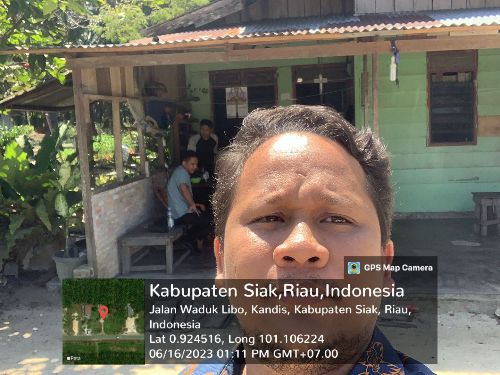 GPS Map Camera
Kabupaten Siak,Riau,Indonesia
Jalan Waduk Libo, Kandis, Kabupaten Siak, Riau,
Indonesia
Lat 0.924516, Long 101.106224
06/16/2023 01:11 PM GMT+07.00